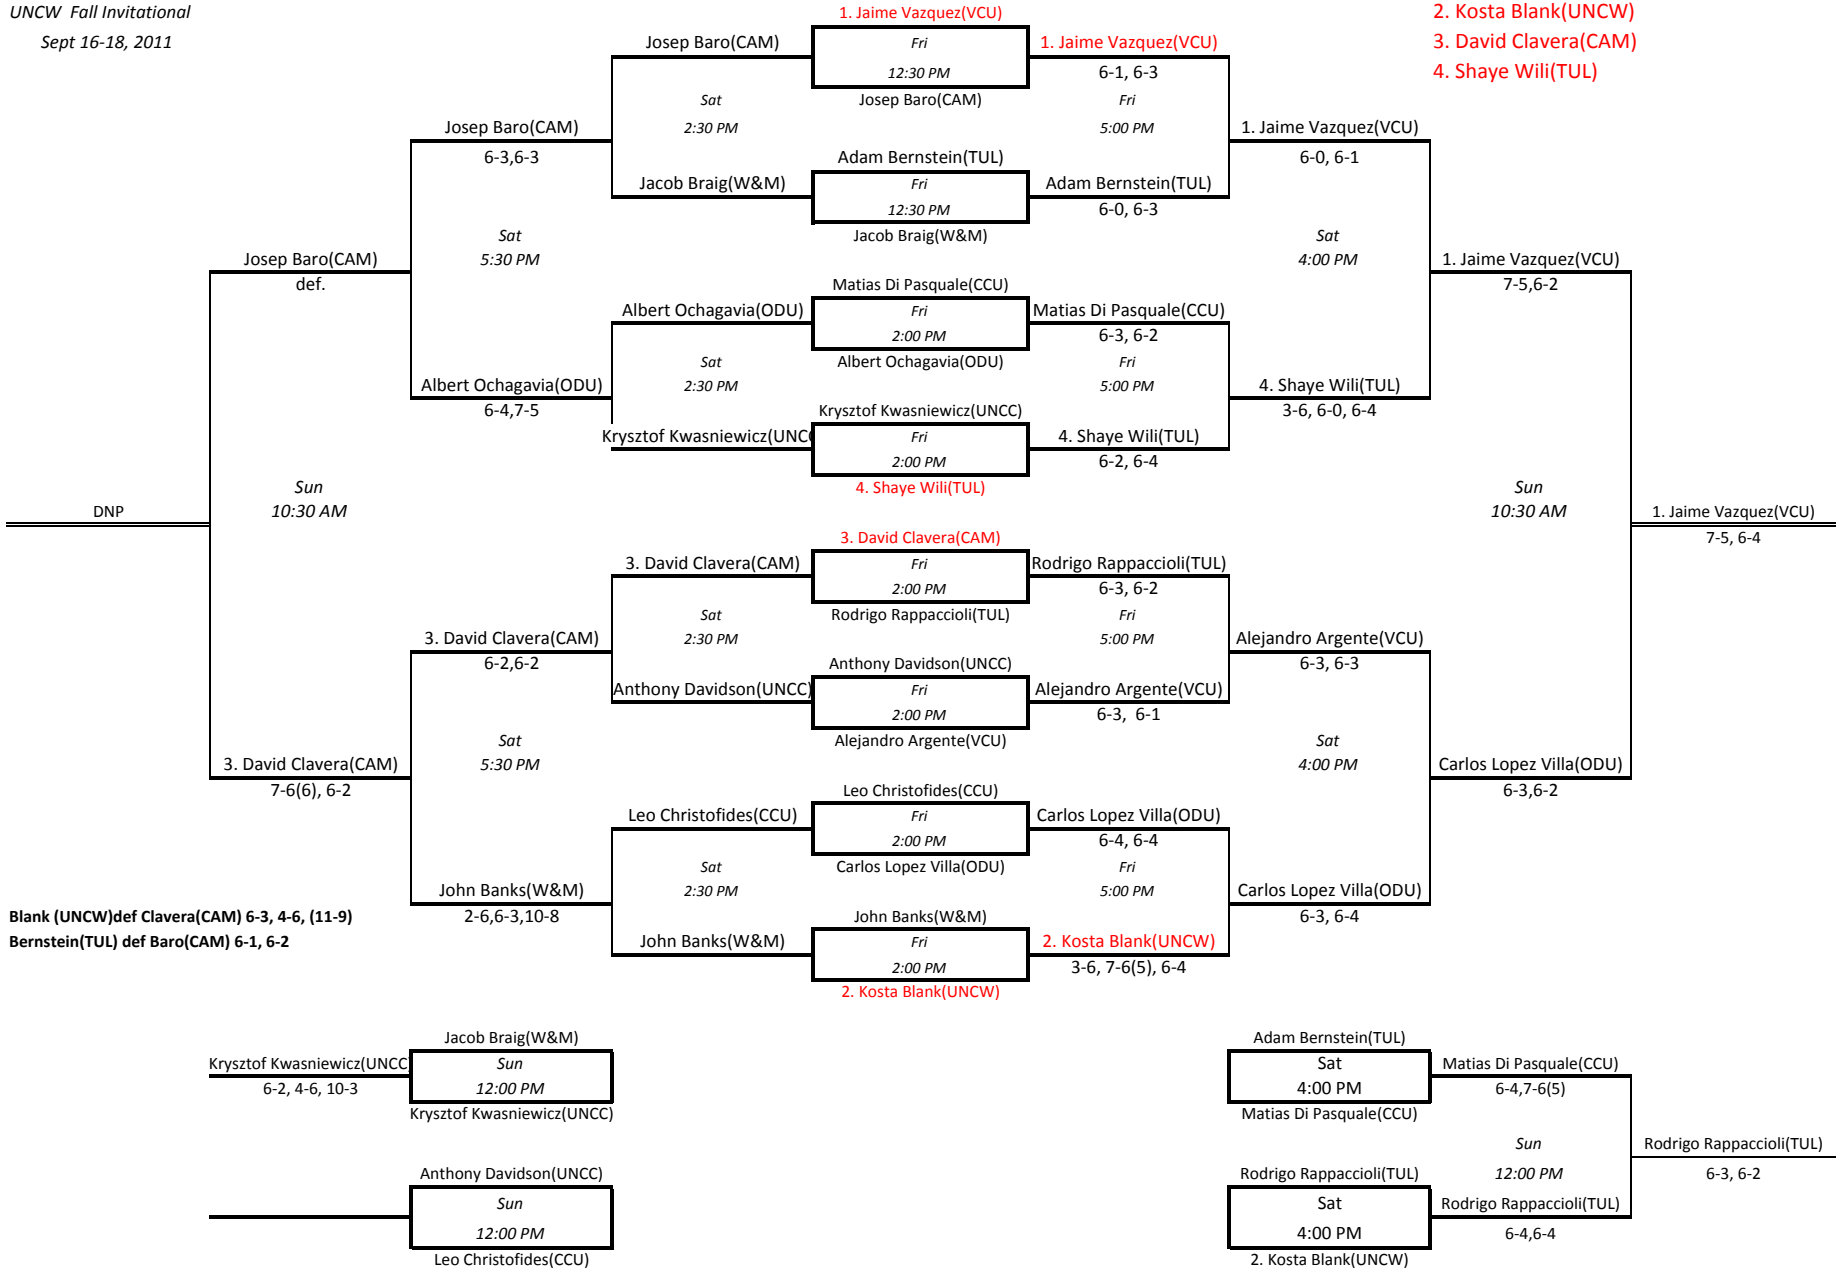 UNCW  Fall Invitational
1. Jaime Vazquez(VCU)
2. Kosta Blank(UNCW)
Sept 16-18, 2011
Josep Baro(CAM)
Fri
1. Jaime Vazquez(VCU)
3. David Clavera(CAM)
12:30 PM
6-1, 6-3
4. Shaye Wili(TUL)
Sat
Josep Baro(CAM)
Fri
Josep Baro(CAM)
2:30 PM
5:00 PM
1. Jaime Vazquez(VCU)
6-3,6-3
Adam Bernstein(TUL)
6-0, 6-1
Jacob Braig(W&M)
Fri
Adam Bernstein(TUL)
12:30 PM
6-0, 6-3
Sat
Jacob Braig(W&M)
Sat
Josep Baro(CAM)
5:30 PM
4:00 PM
1. Jaime Vazquez(VCU)
def.
Matias Di Pasquale(CCU)
7-5,6-2
Albert Ochagavia(ODU)
Fri
Matias Di Pasquale(CCU)
2:00 PM
6-3, 6-2
Sat
Albert Ochagavia(ODU)
Fri
Albert Ochagavia(ODU)
2:30 PM
5:00 PM
4. Shaye Wili(TUL)
6-4,7-5
Krysztof Kwasniewicz(UNCC)
3-6, 6-0, 6-4
Krysztof Kwasniewicz(UNCC
Fri
4. Shaye Wili(TUL)
2:00 PM
6-2, 6-4
Sun
4. Shaye Wili(TUL)
Sun
DNP
10:30 AM
10:30 AM
1. Jaime Vazquez(VCU)
3. David Clavera(CAM)
7-5, 6-4
3. David Clavera(CAM)
Fri
Rodrigo Rappaccioli(TUL)
2:00 PM
6-3, 6-2
Sat
Rodrigo Rappaccioli(TUL)
Fri
3. David Clavera(CAM)
2:30 PM
5:00 PM
Alejandro Argente(VCU)
6-2,6-2
Anthony Davidson(UNCC)
6-3, 6-3
Anthony Davidson(UNCC)
Fri
Alejandro Argente(VCU)
2:00 PM
6-3,  6-1
Sat
Alejandro Argente(VCU)
Sat
3. David Clavera(CAM)
5:30 PM
4:00 PM
Carlos Lopez Villa(ODU)
7-6(6), 6-2
Leo Christofides(CCU)
6-3,6-2
Leo Christofides(CCU)
Fri
Carlos Lopez Villa(ODU)
2:00 PM
6-4, 6-4
Sat
Carlos Lopez Villa(ODU)
Fri
John Banks(W&M)
2:30 PM
5:00 PM
Carlos Lopez Villa(ODU)
Blank (UNCW)def Clavera(CAM) 6-3, 4-6, (11-9)
2-6,6-3,10-8
John Banks(W&M)
6-3, 6-4
Bernstein(TUL) def Baro(CAM) 6-1, 6-2
John Banks(W&M)
Fri
2. Kosta Blank(UNCW)
2:00 PM
3-6, 7-6(5), 6-4
2. Kosta Blank(UNCW)
Jacob Braig(W&M)
Adam Bernstein(TUL)
Krysztof Kwasniewicz(UNCC)
Sun
Sat
Matias Di Pasquale(CCU)
6-2, 4-6, 10-3
12:00 PM
4:00 PM
6-4,7-6(5)
Krysztof Kwasniewicz(UNCC)
Matias Di Pasquale(CCU)
Sun
Rodrigo Rappaccioli(TUL)
Anthony Davidson(UNCC)
Rodrigo Rappaccioli(TUL)
12:00 PM
6-3, 6-2
Sun
Sat
Rodrigo Rappaccioli(TUL)
12:00 PM
4:00 PM
6-4,6-4
Leo Christofides(CCU)
2. Kosta Blank(UNCW)